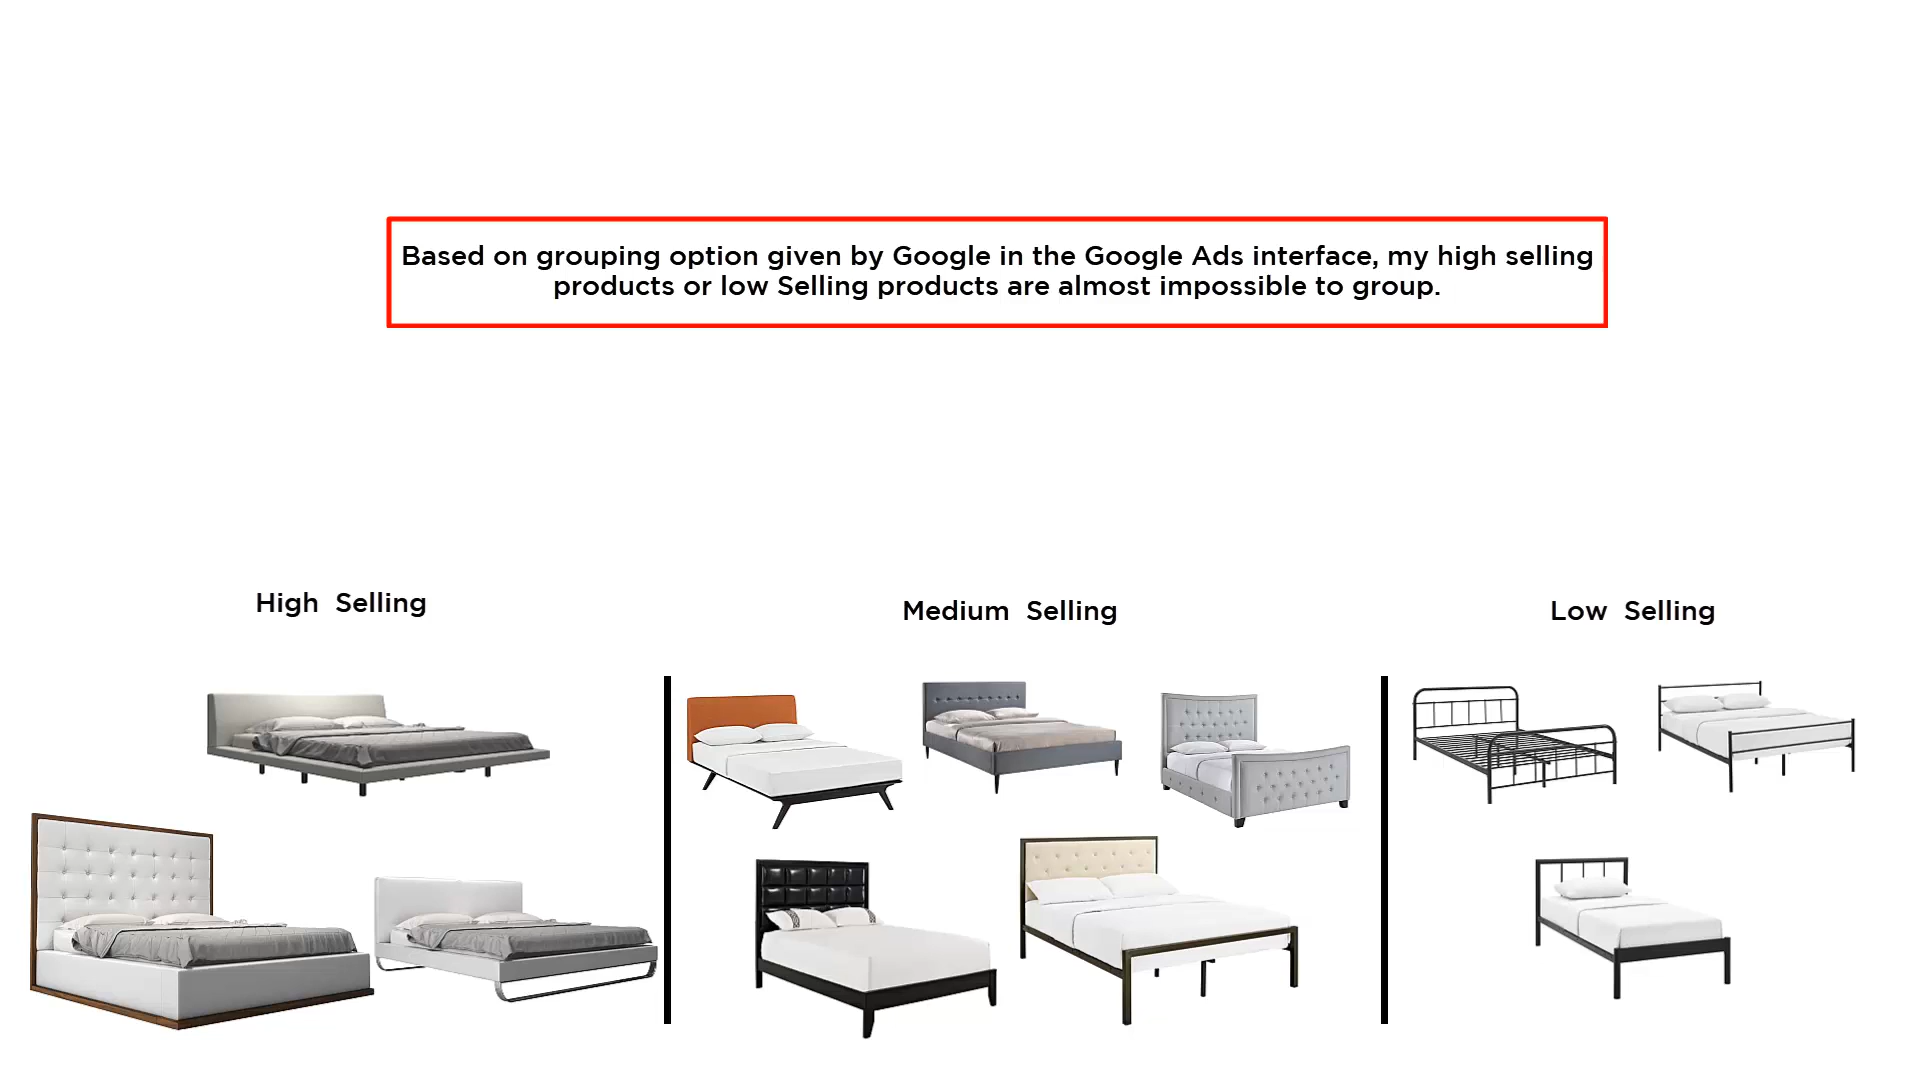 Based on grouping option given by Google in the Google Ads interface, my high selling
products or low Selling products are almost impossible to group.
High Selling
Medium Selling
Low Selling